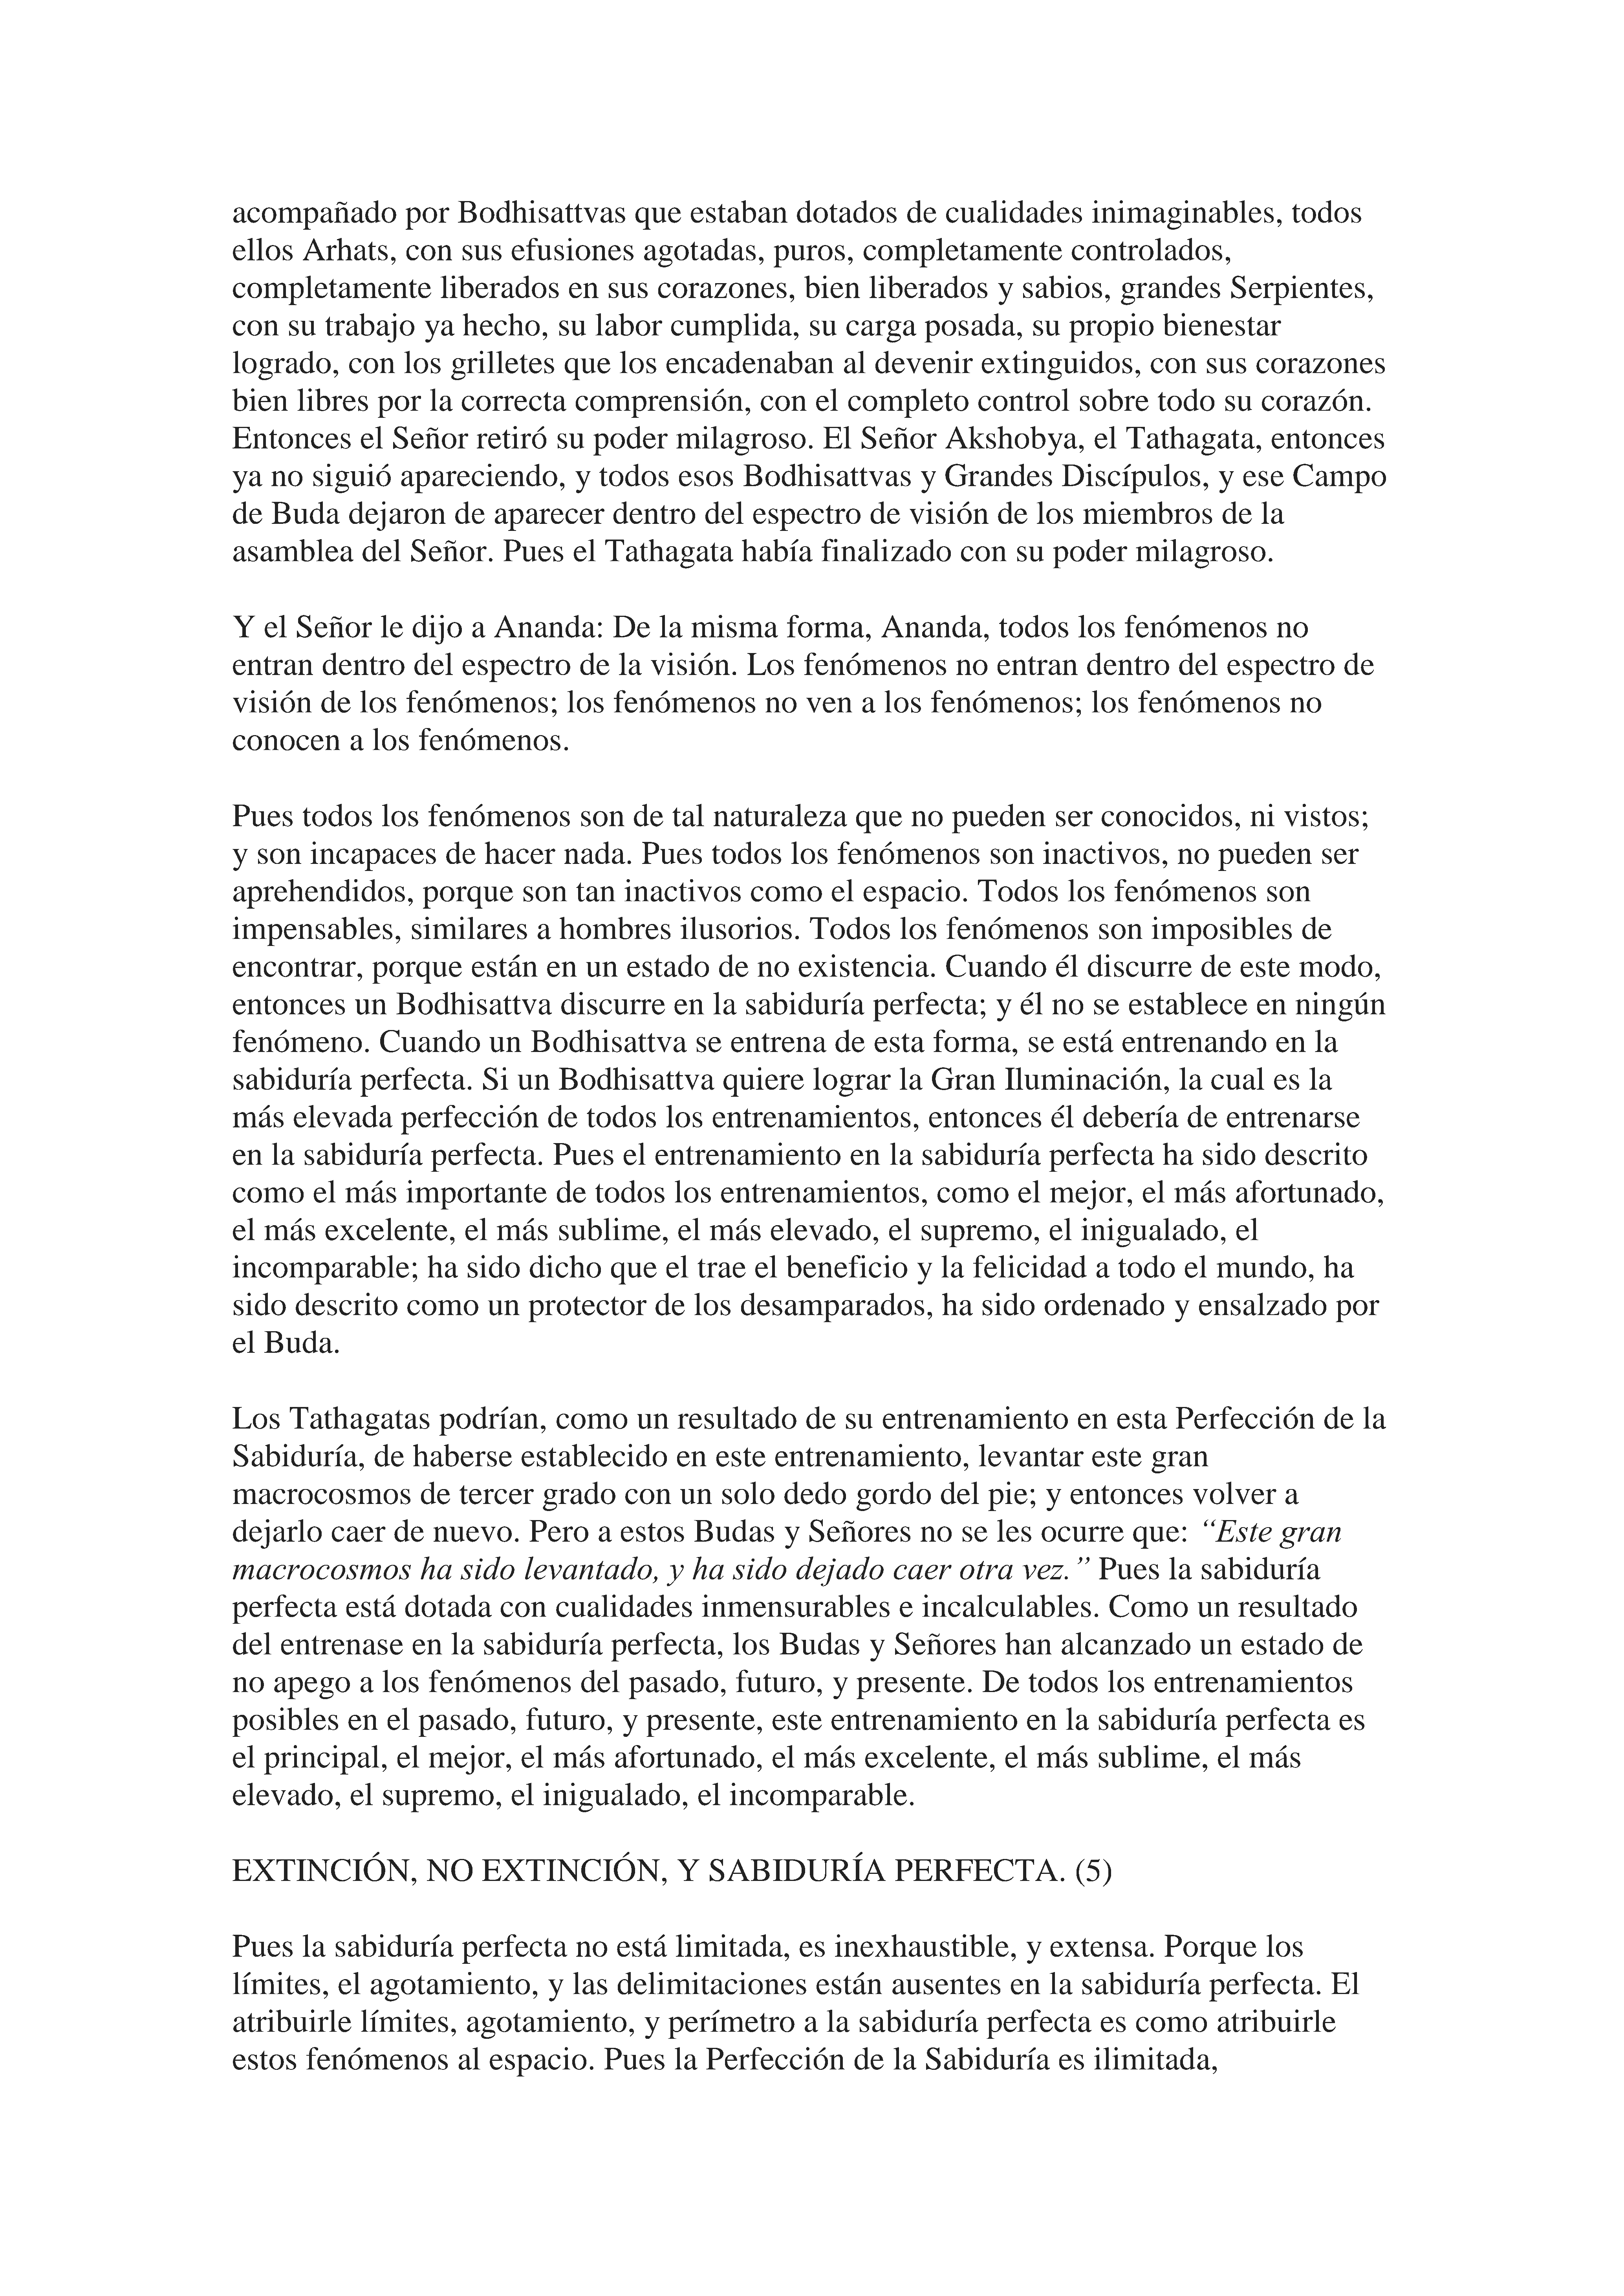 acompañado por Bodhisattvas que estaban dotados de cualidades inimaginables, todos
ellos Arhats, con sus efusiones agotadas, puros, completamente controlados,
completamente liberados en sus corazones, bien liberados y sabios, grandes Serpientes,
con su trabajo ya hecho, su labor cumplida, su carga posada, su propio bienestar
logrado, con los grilletes que los encadenaban al devenir extinguidos, con sus corazones
bien libres por la correcta comprensión, con el completo control sobre todo su corazón.
Entonces el Señor retiró su poder milagroso. El Señor Akshobya, el Tathagata, entonces
ya no siguió apareciendo, y todos esos Bodhisattvas y Grandes Discípulos, y ese Campo
de Buda dejaron de aparecer dentro del espectro de visión de los miembros de la
asamblea del Señor. Pues el Tathagata había finalizado con su poder milagroso.

Y el Señor le dijo a Ananda: De la misma forma, Ananda, todos los fenómenos no
entran dentro del espectro de la visión. Los fenómenos no entran dentro del espectro de
visión de los fenómenos; los fenómenos no ven a los fenómenos; los fenómenos no
conocen a los fenómenos.

Pues todos los fenómenos son de tal naturaleza que no pueden ser conocidos, ni vistos;
y son incapaces de hacer nada. Pues todos los fenómenos son inactivos, no pueden ser
aprehendidos, porque son tan inactivos como el espacio. Todos los fenómenos son
impensables, similares a hombres ilusorios. Todos los fenómenos son imposibles de
encontrar, porque están en un estado de no existencia. Cuando él discurre de este modo,
entonces un Bodhisattva discurre en la sabiduría perfecta; y él no se establece en ningún
fenómeno. Cuando un Bodhisattva se entrena de esta forma, se está entrenando en la
sabiduría perfecta. Si un Bodhisattva quiere lograr la Gran Iluminación, la cual es la
más elevada perfección de todos los entrenamientos, entonces él debería de entrenarse
en la sabiduría perfecta. Pues el entrenamiento en la sabiduría perfecta ha sido descrito
como el más importante de todos los entrenamientos, como el mejor, el más afortunado,
el más excelente, el más sublime, el más elevado, el supremo, el inigualado, el
incomparable; ha sido dicho que el trae el beneficio y la felicidad a todo el mundo, ha
sido descrito como un protector de los desamparados, ha sido ordenado y ensalzado por
el Buda.

Los Tathagatas podrían, como un resultado de su entrenamiento en esta Perfección de la
Sabiduría, de haberse establecido en este entrenamiento, levantar este gran
macrocosmos de tercer grado con un solo dedo gordo del pie; y entonces volver a
dejarlo caer de nuevo. Pero a estos Budas y Señores no se les ocurre que: “Este gran
macrocosmos ha sido levantado, y ha sido dejado caer otra vez.” Pues la sabiduría
perfecta está dotada con cualidades inmensurables e incalculables. Como un resultado
del entrenase en la sabiduría perfecta, los Budas y Señores han alcanzado un estado de
no apego a los fenómenos del pasado, futuro, y presente. De todos los entrenamientos
posibles en el pasado, futuro, y presente, este entrenamiento en la sabiduría perfecta es
el principal, el mejor, el más afortunado, el más excelente, el más sublime, el más
elevado, el supremo, el inigualado, el incomparable.

EXTINCIÓN, NO EXTINCIÓN, Y SABIDURÍA PERFECTA. (5)

Pues la sabiduría perfecta no está limitada, es inexhaustible, y extensa. Porque los
límites, el agotamiento, y las delimitaciones están ausentes en la sabiduría perfecta. El
atribuirle límites, agotamiento, y perímetro a la sabiduría perfecta es como atribuirle
estos fenómenos al espacio. Pues la Perfección de la Sabiduría es ilimitada,